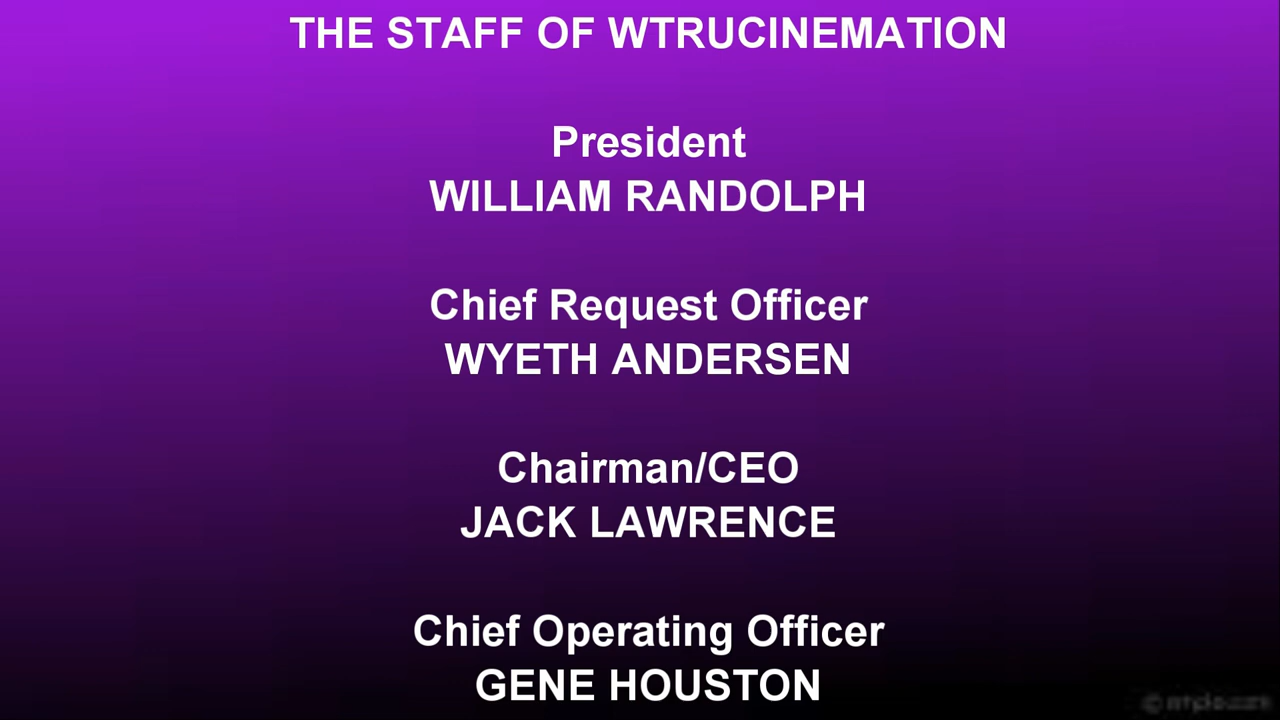 THE STAFF OF WTRUCINEMATION
President
WILLIAM RANDOLPH
Chief Request Officer
WYETH ANDERSEN
Chairman/CEO
JACK LAWRENCE
Chief Operating Officer
GENE HOUSTON